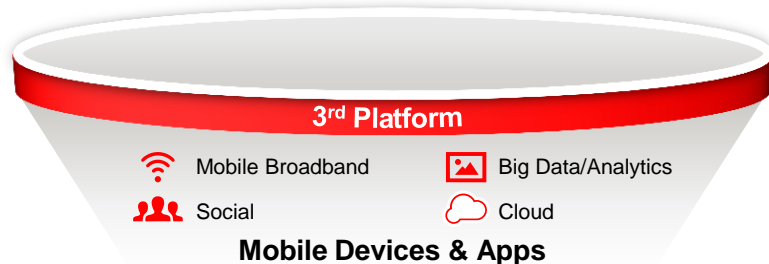 3rd Platform
Mobile Broadband
Big Data/Analytics
Social
Cloud
Mobile Devices & Apps